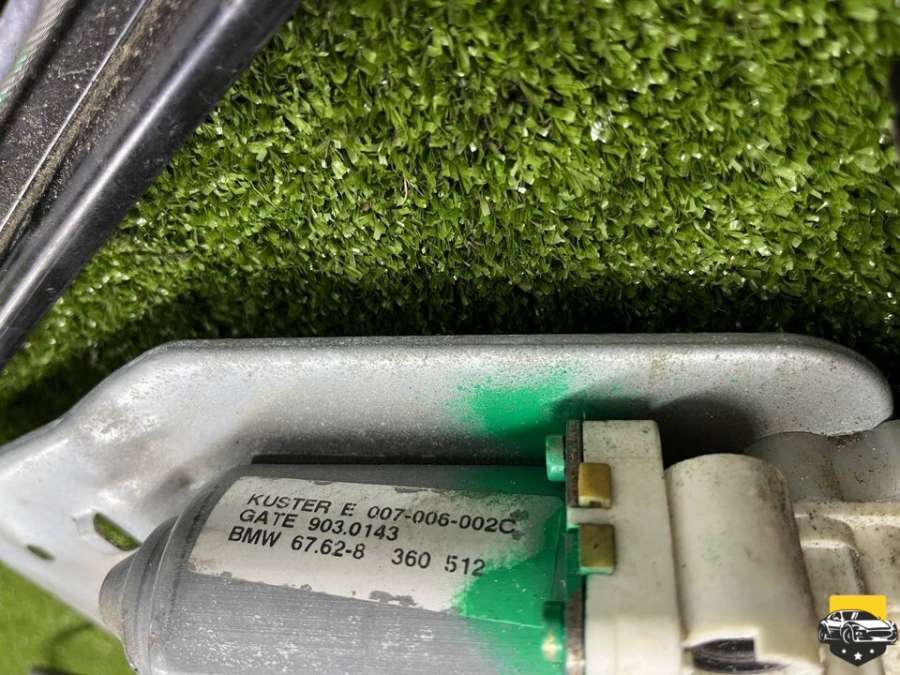 KUSTER E 007-006-002C
GATE 903.0143
BMW 67.62-8 360 512